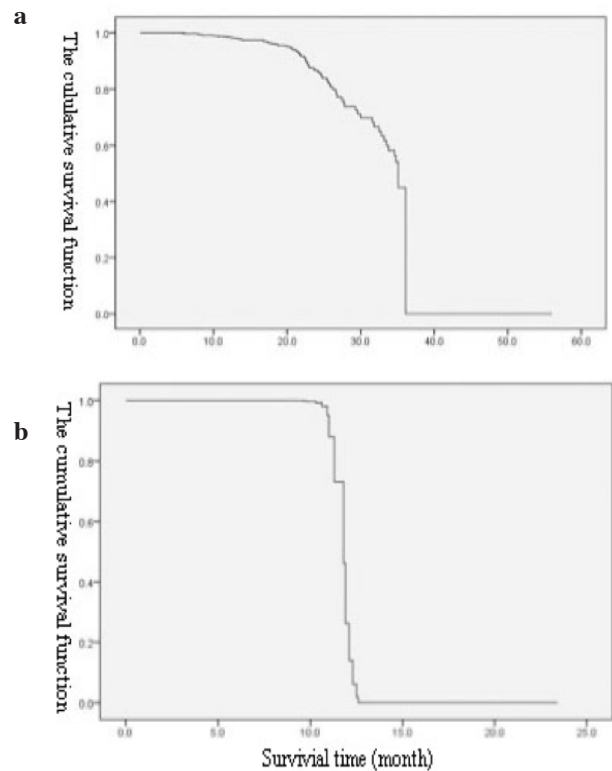 a
The cululative survival function
1.0
0.8
0.6
0.4
0.2
0.0
0.0 10.0 20.0 30.0 40.0 50.0 60.0
b
The cumulative survival function
1.0
0.8
0.6
0.4
0.2
0.0
0.0 5.0 10.0 15.0 20.0 25.0
Survivial time (month)